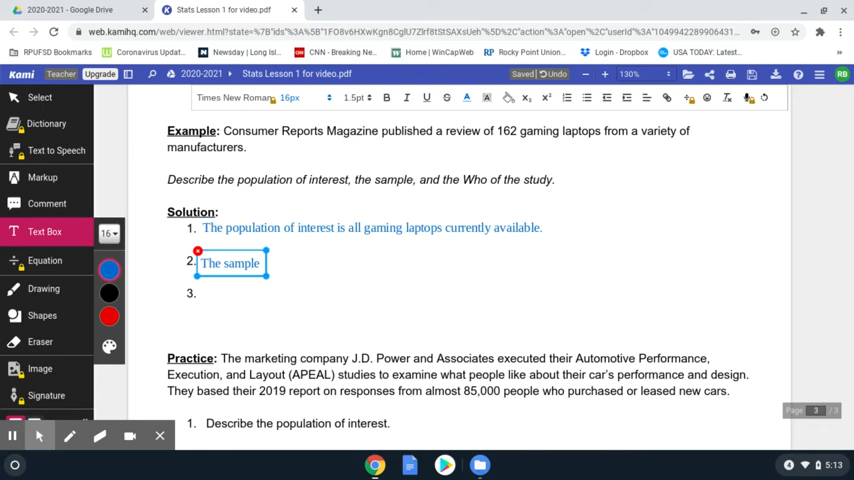 2020-2021 - Google Drive
Stats Lesson 1 for video.pdf
web.kamihq.com/web/viewer.html?state=%7B"ids"%3A%5B"1FO8v6HXwKgn8CglU7Zlrf8tStSAXsUeh"%5D%2C"action"%3A"open"%2C"userId"%3A"1049942289906431...
RPUFSD Bookmarks
Coronavirus Updat...
Newsday | Long Isl...
CNN - Breaking Ne...
Home | WinCapWeb
Rocky Point Union...
Login - Dropbox
USA TODAY: Latest...
Kami Teacher Upgrade
2020-2021 Stats Lesson 1 for video.pdf
Saved Undo
130%
RB
Times New Roman 16px 1.5pt B I U S A A X₂ X²
Select
Dictionary
Text to Speech
Markup
Comment
Text Box
Equation
Drawing
Shapes
Eraser
Image
Signature
16
Example: Consumer Reports Magazine published a review of 162 gaming laptops from a variety of
manufacturers.
Describe the population of interest, the sample, and the Who of the study.
Solution:
1. The population of interest is all gaming laptops currently available.
2. The sample
3.
Practice: The marketing company J.D. Power and Associates executed their Automotive Performance,
Execution, and Layout (APEAL) studies to examine what people like about their car's performance and design.
They based their 2019 report on responses from almost 85,000 people who purchased or leased new cars.
1. Describe the population of interest.
Page 3 / 3
4 5:13